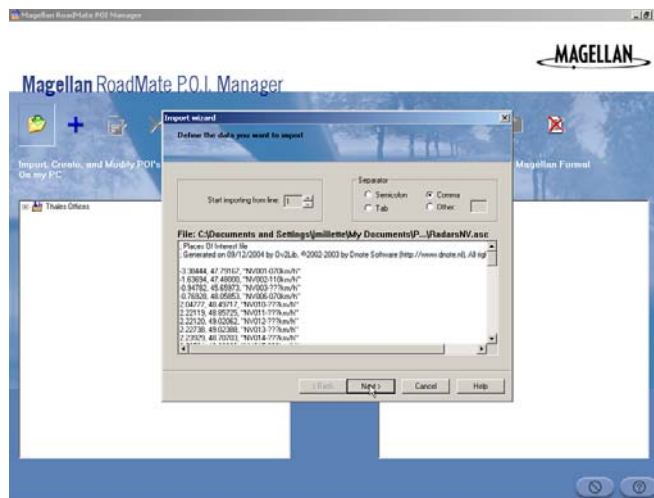 Magellan RoadMate POI Manager
MAGELLAN
Magellan RoadMate P.O.I. Manager
Import, Create, and Modify POI's
On my PC
Magellan Format
Thales Offices
Import wizard
Define the data you want to import
Start importing from line: 1
Separator
Semicolon
Comma
Tab
Other:
File: C:\Documents and Settings\jmillette\My Documents\P...\RadarsNV.asc
; Places Of Interest file
; Generated on 09/12/2004 by Ov2Lib, ©2002-2003 by Dnote Software (http://www.dnote.nl). All righ
-3.38444, 47.79167, "NV001-070km/h"
-1.63694, 47.48000, "NV002-110km/h"
-0.94782, 45.65973, "NV003-???km/h"
-0.76928, 48.05853, "NV006-070km/h"
2.04777, 48.49717, "NV010-???km/h"
2.22119, 48.85725, "NV011-???km/h"
2.22120, 49.02062, "NV012-???km/h"
2.22738, 49.02388, "NV013-???km/h"
2.23929, 48.70703, "NV014-???km/h"
< Back
Next >
Cancel
Help